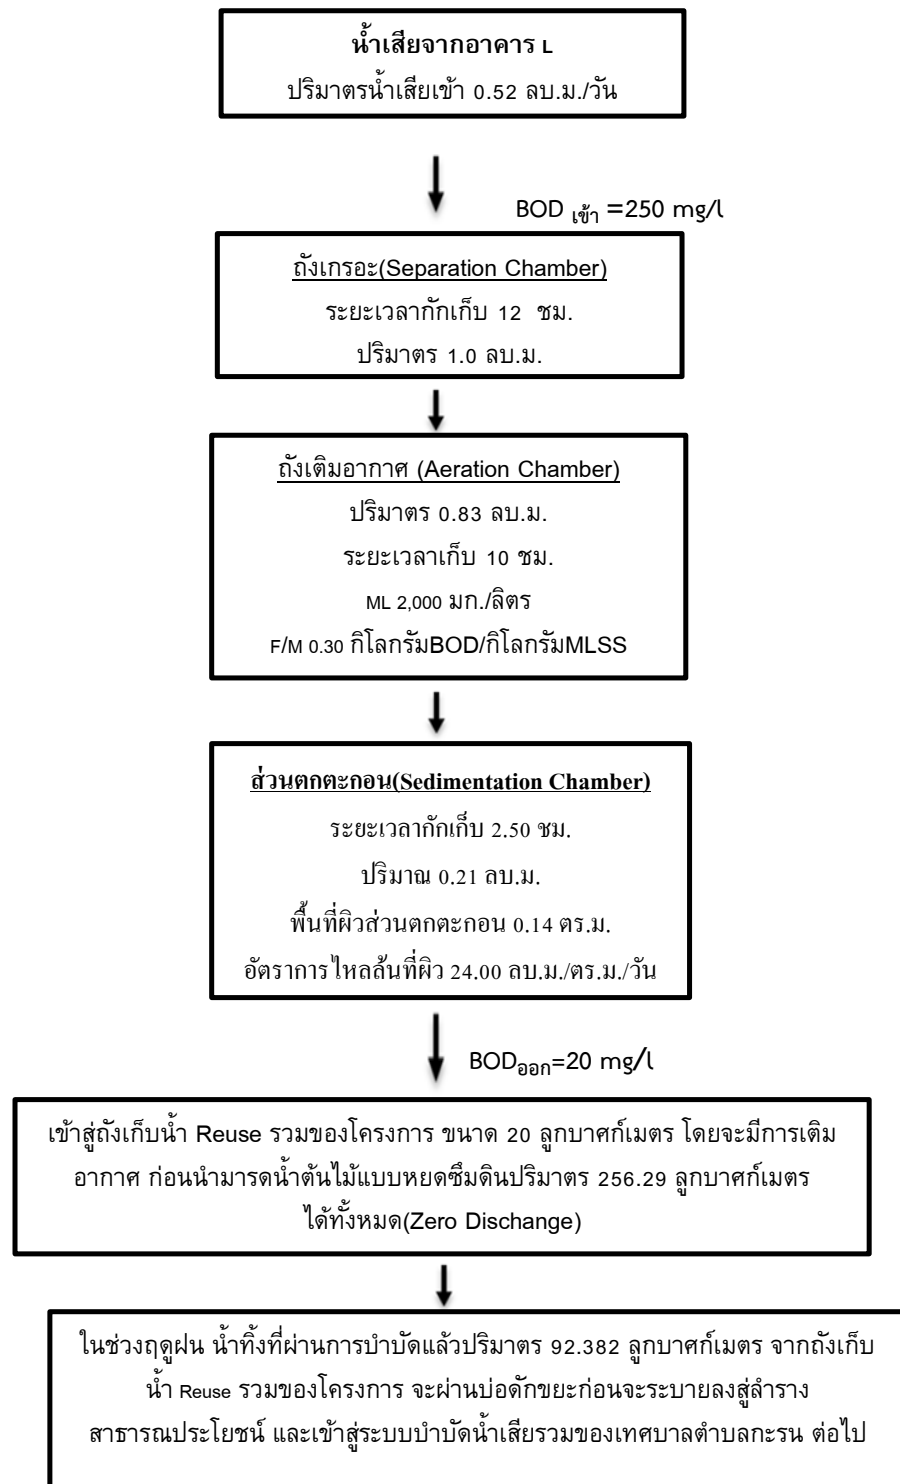 น้ำเสียจากอาคาร L
ปริมาตรน้ำเสียเข้า 0.52 ลบ.ม./วัน
BOD เข้า =250 mg/l
ถังเกรอะ(Separation Chamber)
ระยะเวลากักเก็บ 12 ชม.
ปริมาตร 1.0 ลบ.ม.
ถังเติมอากาศ (Aeration Chamber)
ปริมาตร 0.83 ลบ.ม.
ระยะเวลาเก็บ 10 ชม.
ML 2,000 มก./ลิตร
F/M 0.30 กิโลกรัมBOD/กิโลกรัมMLSS
ส่วนตกตะกอน(Sedimentation Chamber)
ระยะเวลากักเก็บ 2.50 ชม.
ปริมาณ 0.21 ลบ.ม.
พื้นที่ผิวส่วนตกตะกอน 0.14 ตร.ม.
อัตราการไหลล้นที่ผิว 24.00 ลบ.ม./ตร.ม./วัน
BODออก=20 mg/l
เข้าสู่ถังเก็บน้ำ Reuse รวมของโครงการ ขนาด 20 ลูกบาศก์เมตร โดยจะมีการเติม
อากาศ ก่อนนำมารดน้ำต้นไม้แบบหยดซึมดินปริมาตร 256.29 ลูกบาศก์เมตร
ได้ทั้งหมด(Zero Dischange)
ในช่วงฤดูฝน น้ำทิ้งที่ผ่านการบำบัดแล้วปริมาตร 92.382 ลูกบาศก์เมตร จากถังเก็บ
น้ำ Reuse รวมของโครงการ จะผ่านบ่อดักขยะก่อนจะระบายลงสู่ลำราง
สาธารณประโยชน์ และเข้าสู่ระบบบำบัดน้ำเสียรวมของเทศบาลตำบลกะรน ต่อไป